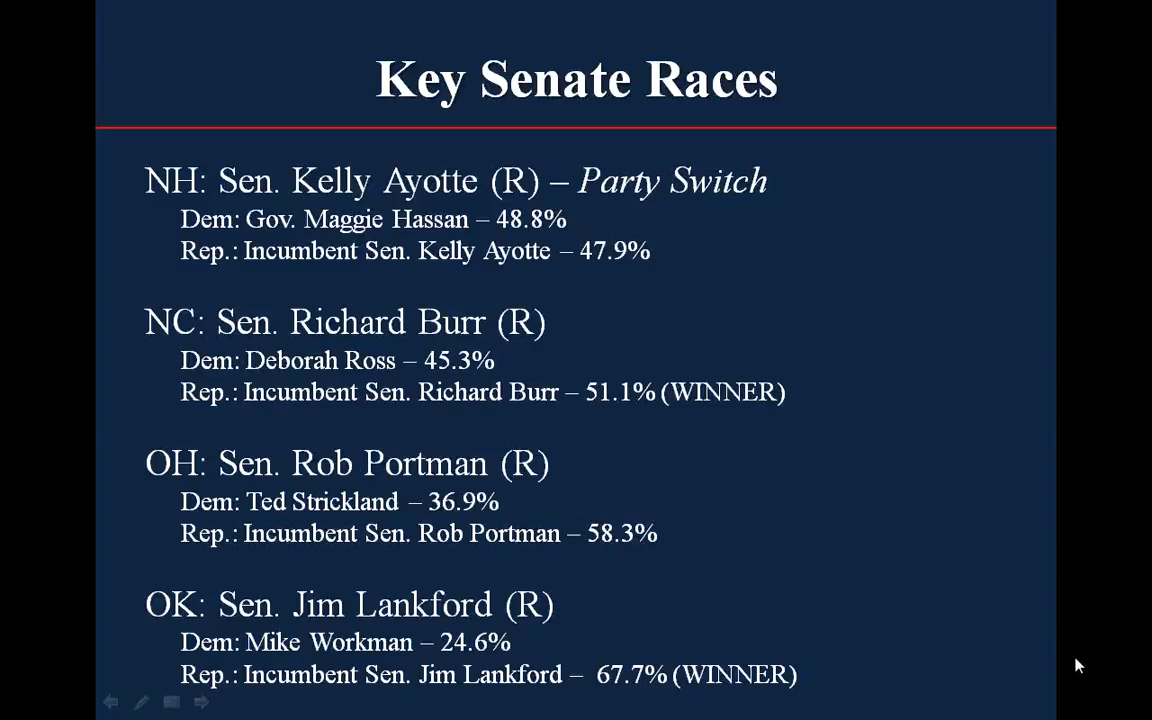 Key Senate Races
NH: Sen. Kelly Ayotte (R) – Party Switch
Dem: Gov. Maggie Hassan – 48.8%
Rep.: Incumbent Sen. Kelly Ayotte – 47.9%
NC: Sen. Richard Burr (R)
Dem: Deborah Ross – 45.3%
Rep.: Incumbent Sen. Richard Burr – 51.1% (WINNER)
OH: Sen. Rob Portman (R)
Dem: Ted Strickland – 36.9%
Rep.: Incumbent Sen. Rob Portman – 58.3%
OK: Sen. Jim Lankford (R)
Dem: Mike Workman – 24.6%
Rep.: Incumbent Sen. Jim Lankford – 67.7% (WINNER)